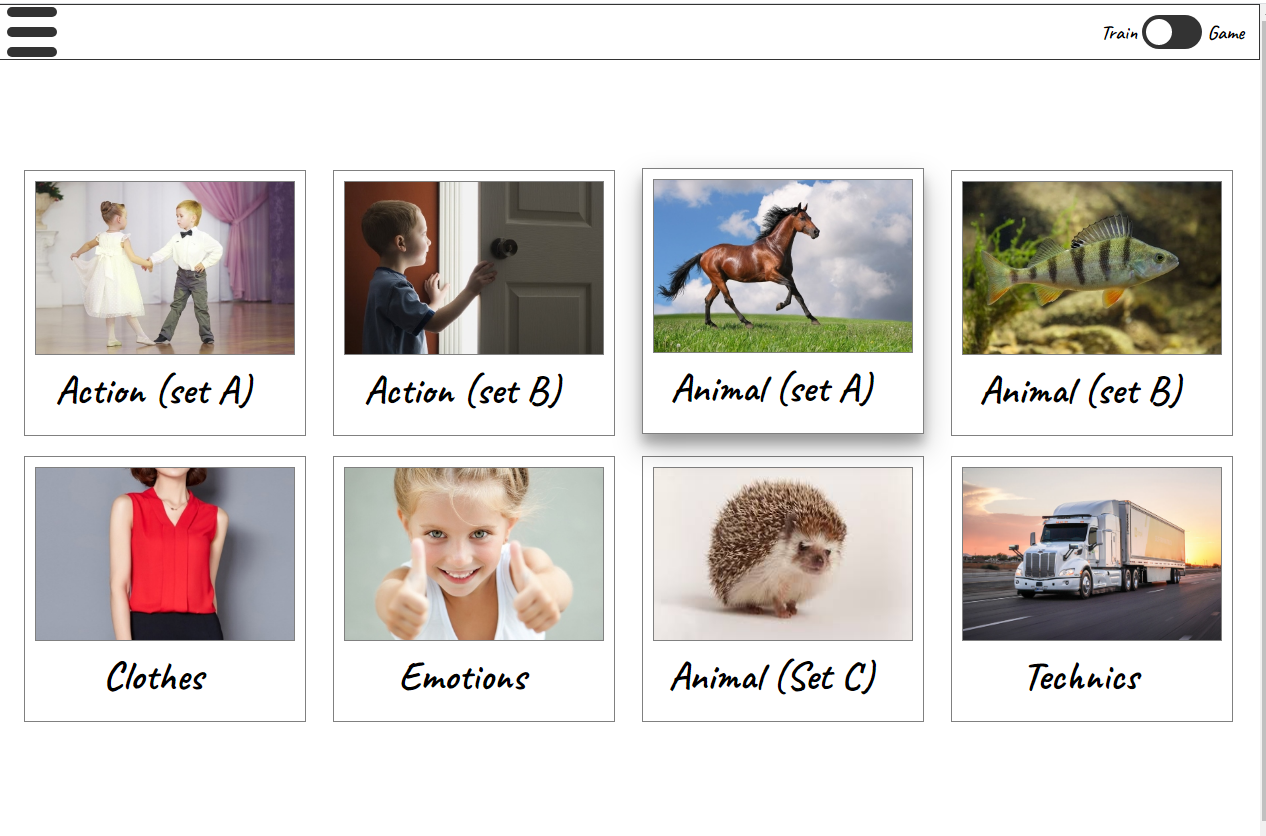 Train Game
Action (set A)
Action (set B)
Animal (set A)
Animal (set B)
Clothes
Emotions
Animal (Set C)
Technics